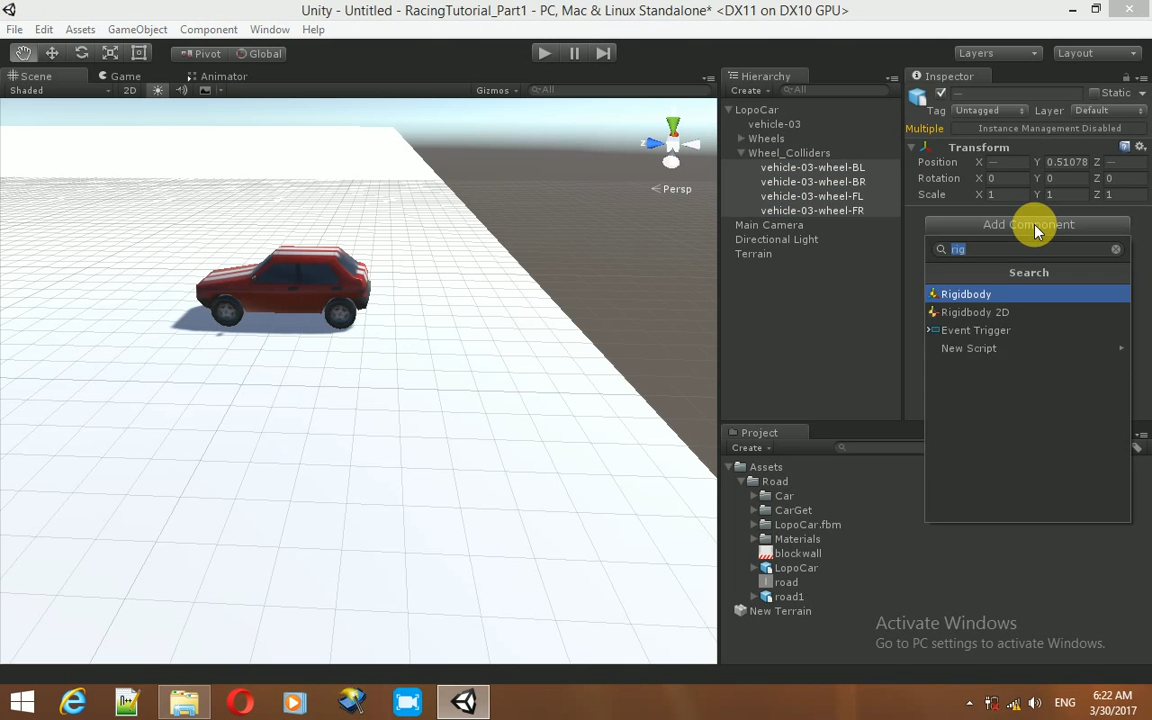 Unity - Untitled - RacingTutorial_Part1 - PC, Mac & Linux Standalone* <DX11 on DX10 GPU>
File Edit Assets GameObject Component Window Help
Pivot Global Layers Layout
Scene Game Animator
Shaded 2D Gizmos All
Persp
Hierarchy
Create All
LopoCar
vehicle-03
Wheels
Wheel_Colliders
vehicle-03-wheel-BL
vehicle-03-wheel-BR
vehicle-03-wheel-FL
vehicle-03-wheel-FR
Main Camera
Directional Light
Terrain
Inspector
Static
Tag Untagged Layer Default
Multiple Instance Management Disabled
Transform
Position X — Y 0.51078 Z —
Rotation X 0 Y 0 Z 0
Scale X 1 Y 1 Z 1
Add Component
rig
Search
Rigidbody
Rigidbody 2D
Event Trigger
New Script
Project
Create
Assets
Road
Car
CarGet
LopoCar.fbm
Materials
blockwall
LopoCar
road
road1
New Terrain
Activate Windows
Go to PC settings to activate Windows.
ENG
6:22 AM
3/30/2017